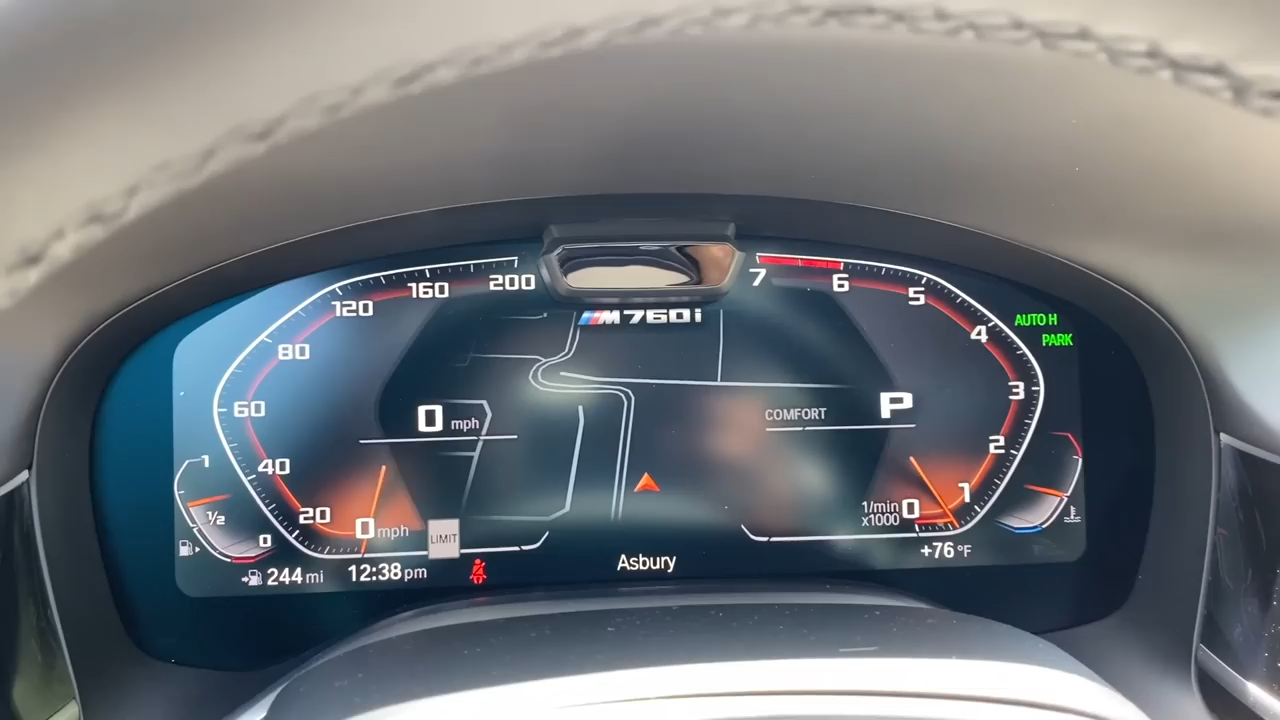 200
160
120
80
60
40
20
0 mph
M760i
7
6
5
4
3
2
1
0
1/min
x1000
AUTO H
PARK
0 mph
COMFORT
P
1
1/2
0
LIMIT
244 mi
12:38 pm
Asbury
+76 °F